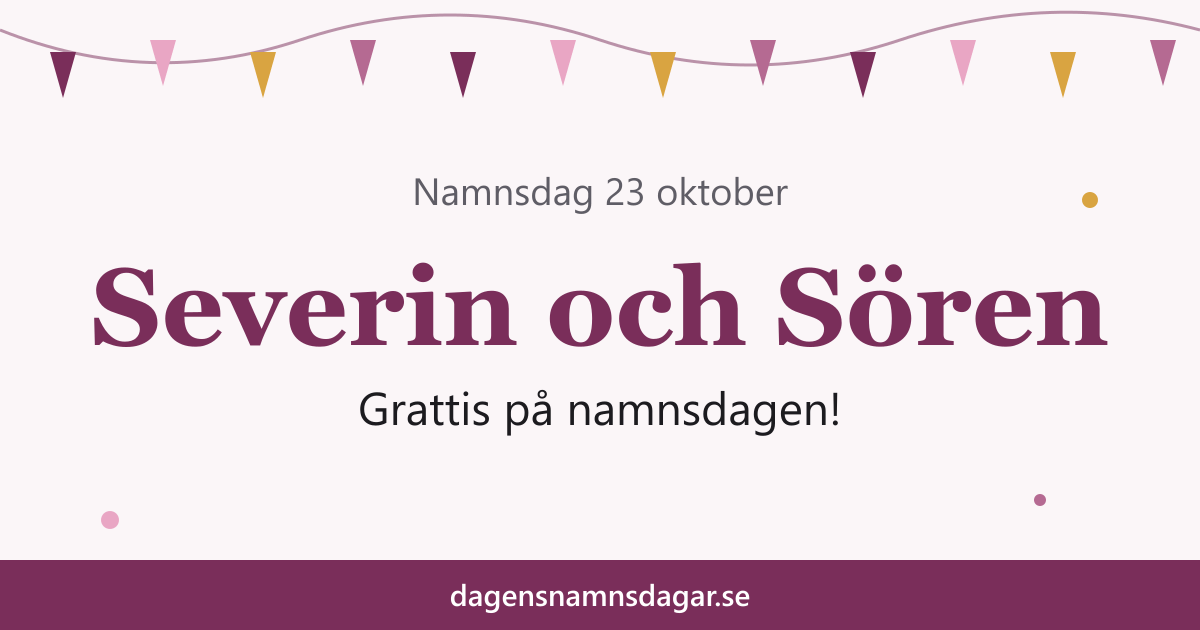 Namnsdag 23 oktober
Severin och Sören
Grattis på namnsdagen!
dagensnamnsdagar.se